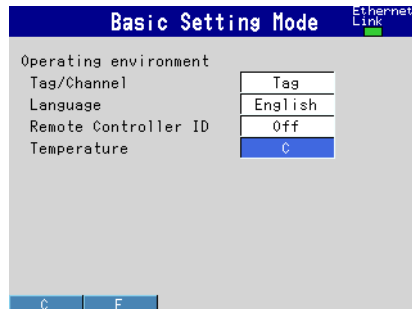 Basic Setting Mode
Ethernet
Link
Operating environment
Tag/Channel Tag
Language English
Remote Controller ID Off
Temperature C
C F